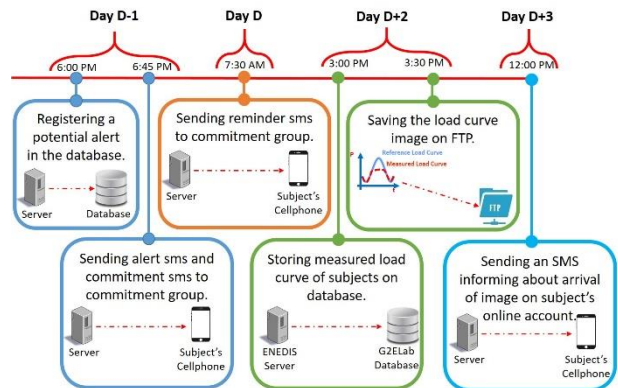 Day D-1
Day D
Day D+2
Day D+3
6:00 PM
6:45 PM
7:30 AM
3:00 PM
3:30 PM
12:00 PM
Registering a
potential alert
in the database.
Server
Database
Sending reminder sms
to commitment group.
Server
Subject's
Cellphone
Saving the load curve
image on FTP.
P
Reference Load Curve
Measured Load Curve
t
FTP
Sending alert sms and
commitment sms to
commitment group.
Server
Subject's
Cellphone
Storing measured load
curve of subjects on
database.
ENEDIS
Server
G2ELab
Database
Sending an SMS
informing about arrival
of image on subject's
online account.
Server
Subject's
Cellphone